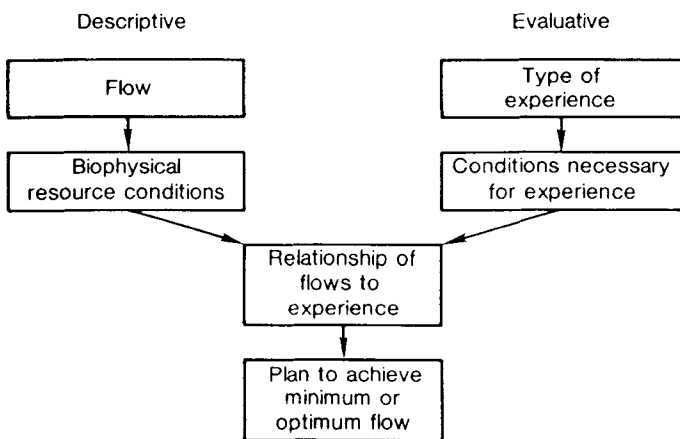 Descriptive
Evaluative
Flow
Type of
experience
Biophysical
resource conditions
Conditions necessary
for experience
Relationship of
flows to
experience
Plan to achieve
minimum or
optimum flow